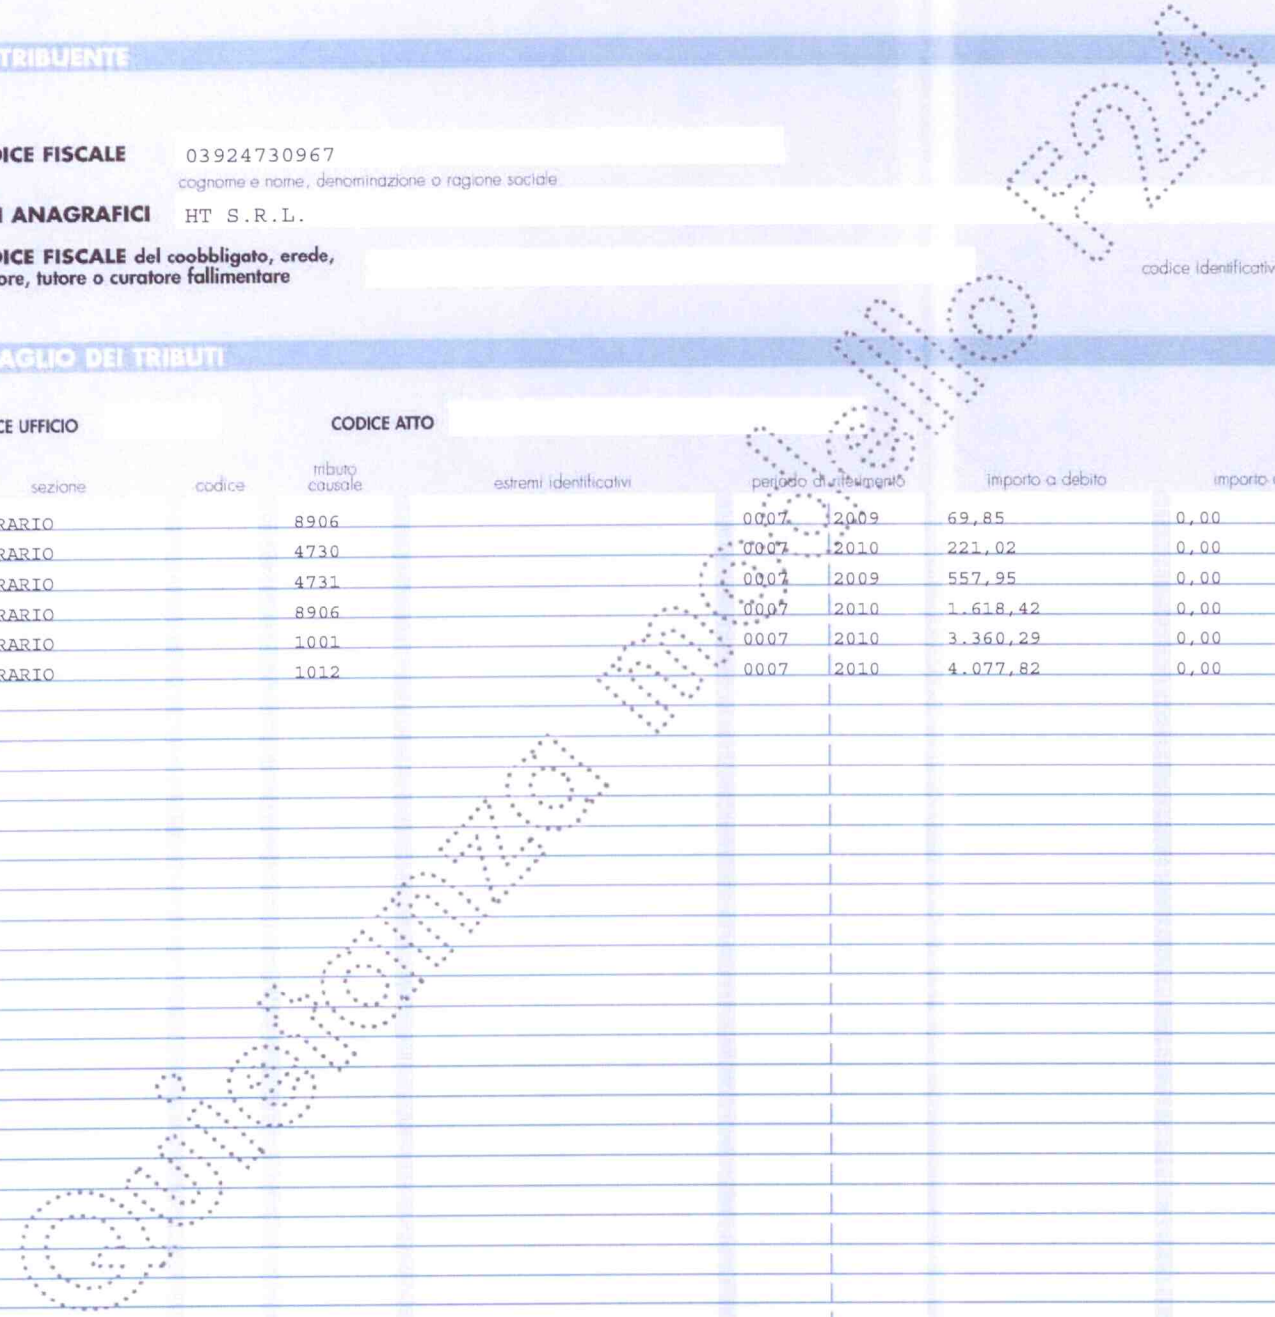 TRIBUENTE
DICE FISCALE 03924730967
cognome e nome, denominazione o ragione sociale
I ANAGRAFICI HT S.R.L.
DICE FISCALE del coobbligato, erede,
ore, tutore o curatore fallimentare
codice identificativ
AGLIO DEI TRIBUTI
CE UFFICIO CODICE ATTO
sezione codice tributo causale estremi identificativi periodo di riferimento importo a debito importo
RARIO 8906 0007 2009 69,85 0,00
RARIO 4730 0007 2010 221,02 0,00
RARIO 4731 0007 2009 557,95 0,00
RARIO 8906 0007 2010 1.618,42 0,00
RARIO 1001 0007 2010 3.360,29 0,00
RARIO 1012 0007 2010 4.077,82 0,00
Quietanza modello F24